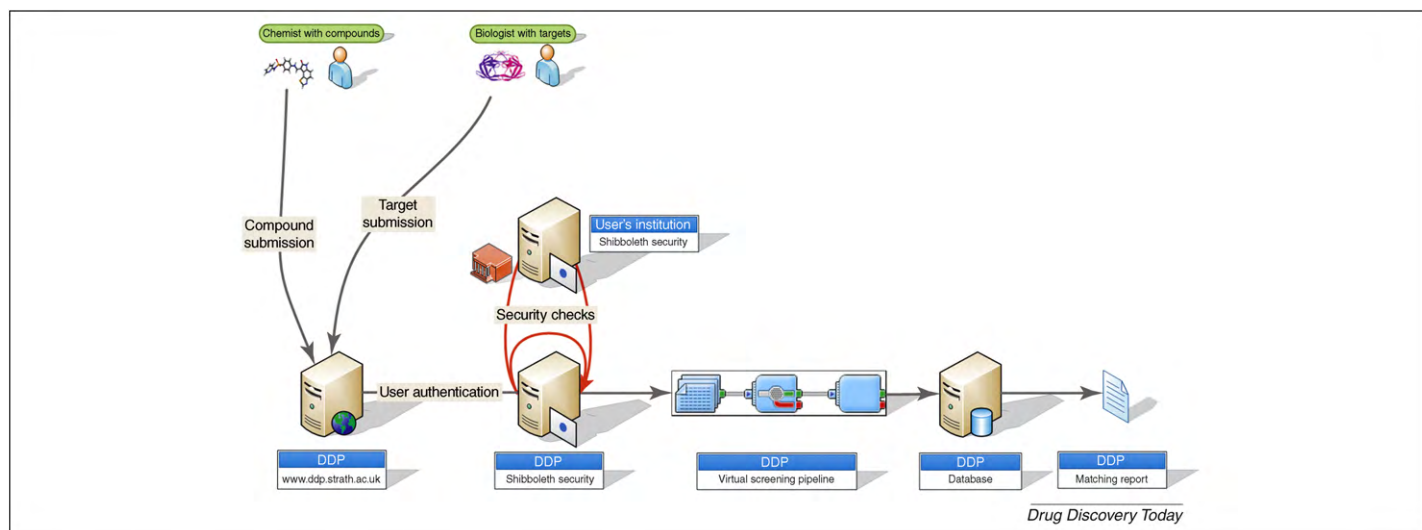 Chemist with compounds
Biologist with targets
Compound
submission
Target
submission
User's institution
Shibboleth security
Security checks
User authentication
DDP
www.ddp.strath.ac.uk
DDP
Shibboleth security
DDP
Virtual screening pipeline
DDP
Database
DDP
Matching report
Drug Discovery Today